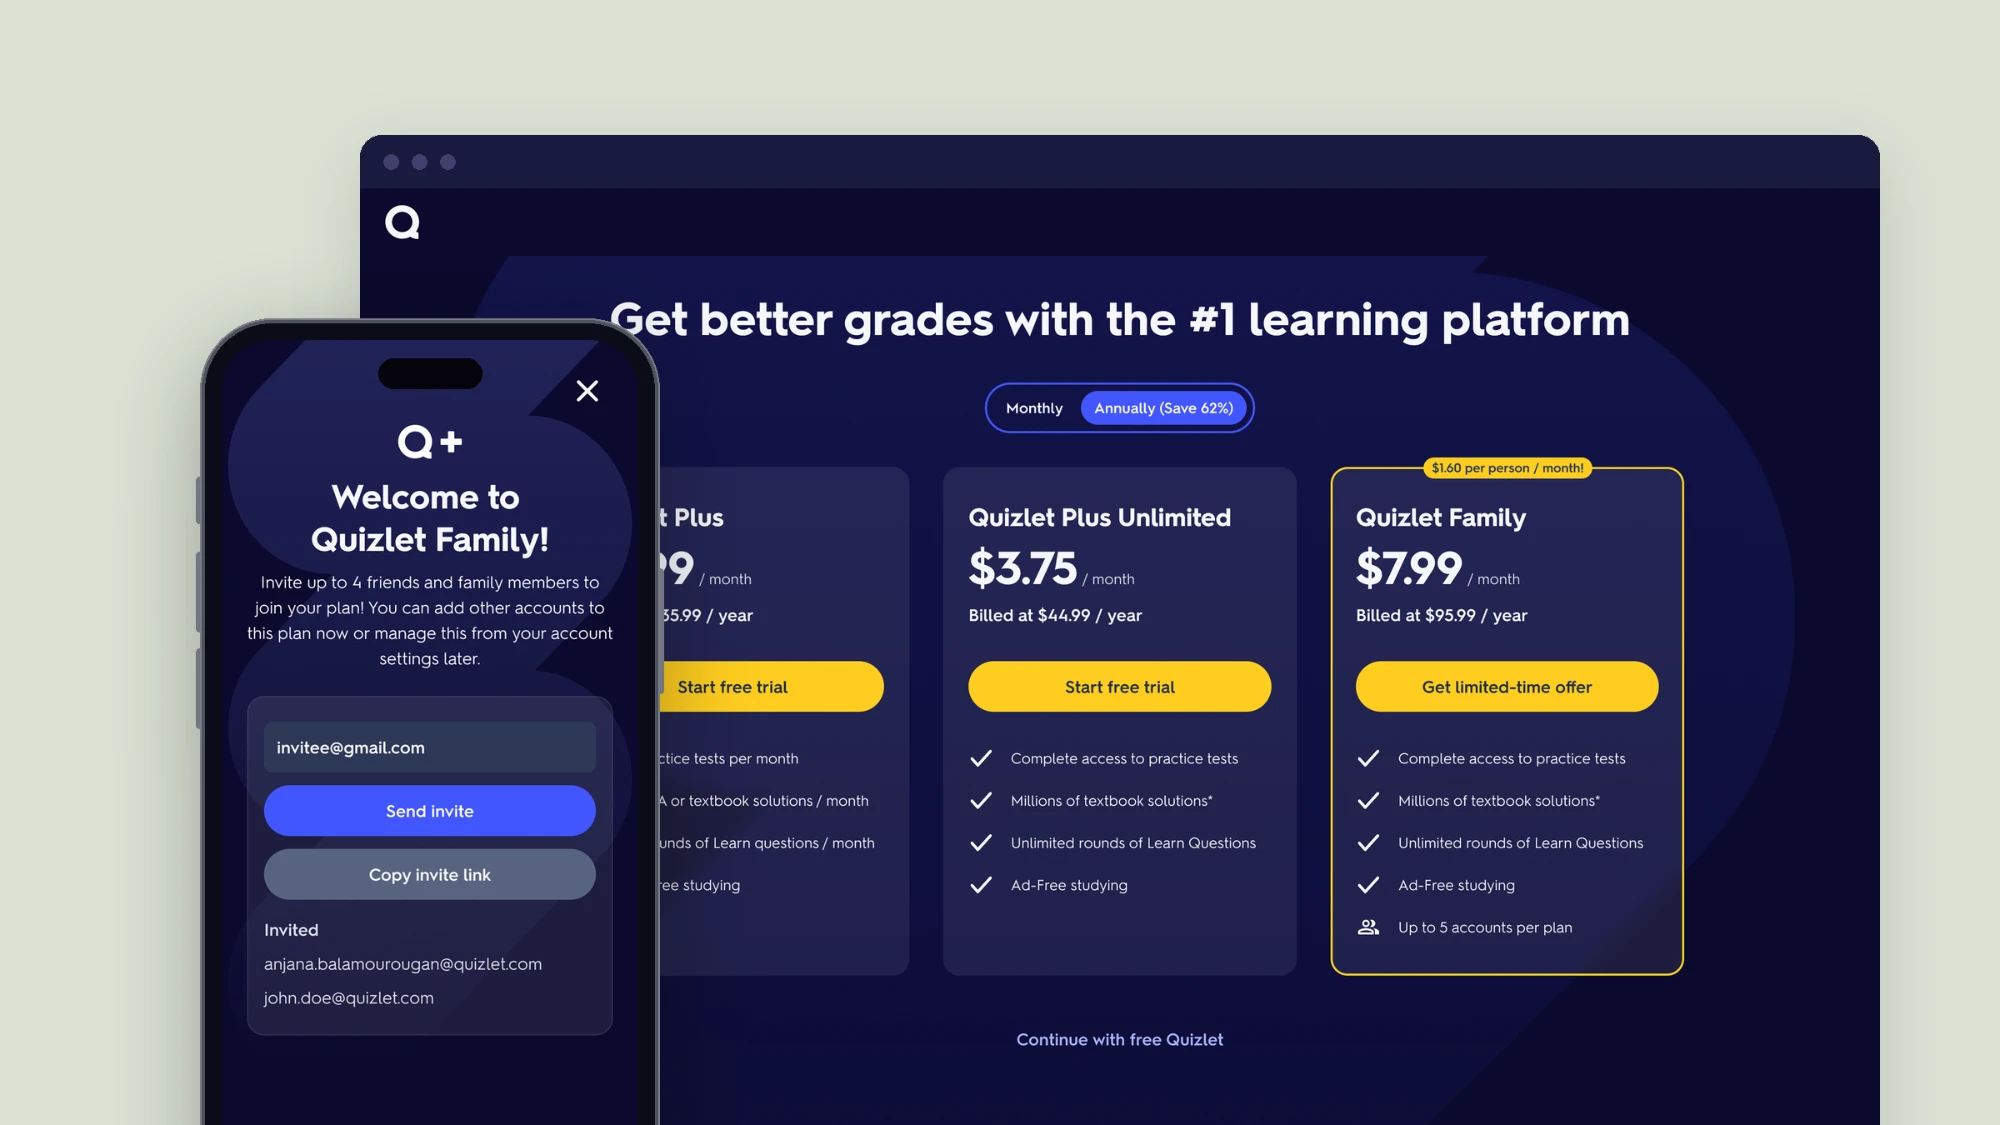 Q
Get better grades with the #1 learning platform
Monthly
Annually (Save 62%)
t Plus
99 / month
35.99 / year
Start free trial
ctice tests per month
A or textbook solutions / month
unds of Learn questions / month
ree studying
Quizlet Plus Unlimited
$3.75 / month
Billed at $44.99 / year
Start free trial
Complete access to practice tests
Millions of textbook solutions*
Unlimited rounds of Learn Questions
Ad-Free studying
$1.60 per person / month!
Quizlet Family
$7.99 / month
Billed at $95.99 / year
Get limited-time offer
Complete access to practice tests
Millions of textbook solutions*
Unlimited rounds of Learn Questions
Ad-Free studying
Up to 5 accounts per plan
Continue with free Quizlet
Q+
Welcome to
Quizlet Family!
Invite up to 4 friends and family members to
join your plan! You can add other accounts to
this plan now or manage this from your account
settings later.
invitee@gmail.com
Send invite
Copy invite link
Invited
anjana.balamourougan@quizlet.com
john.doe@quizlet.com